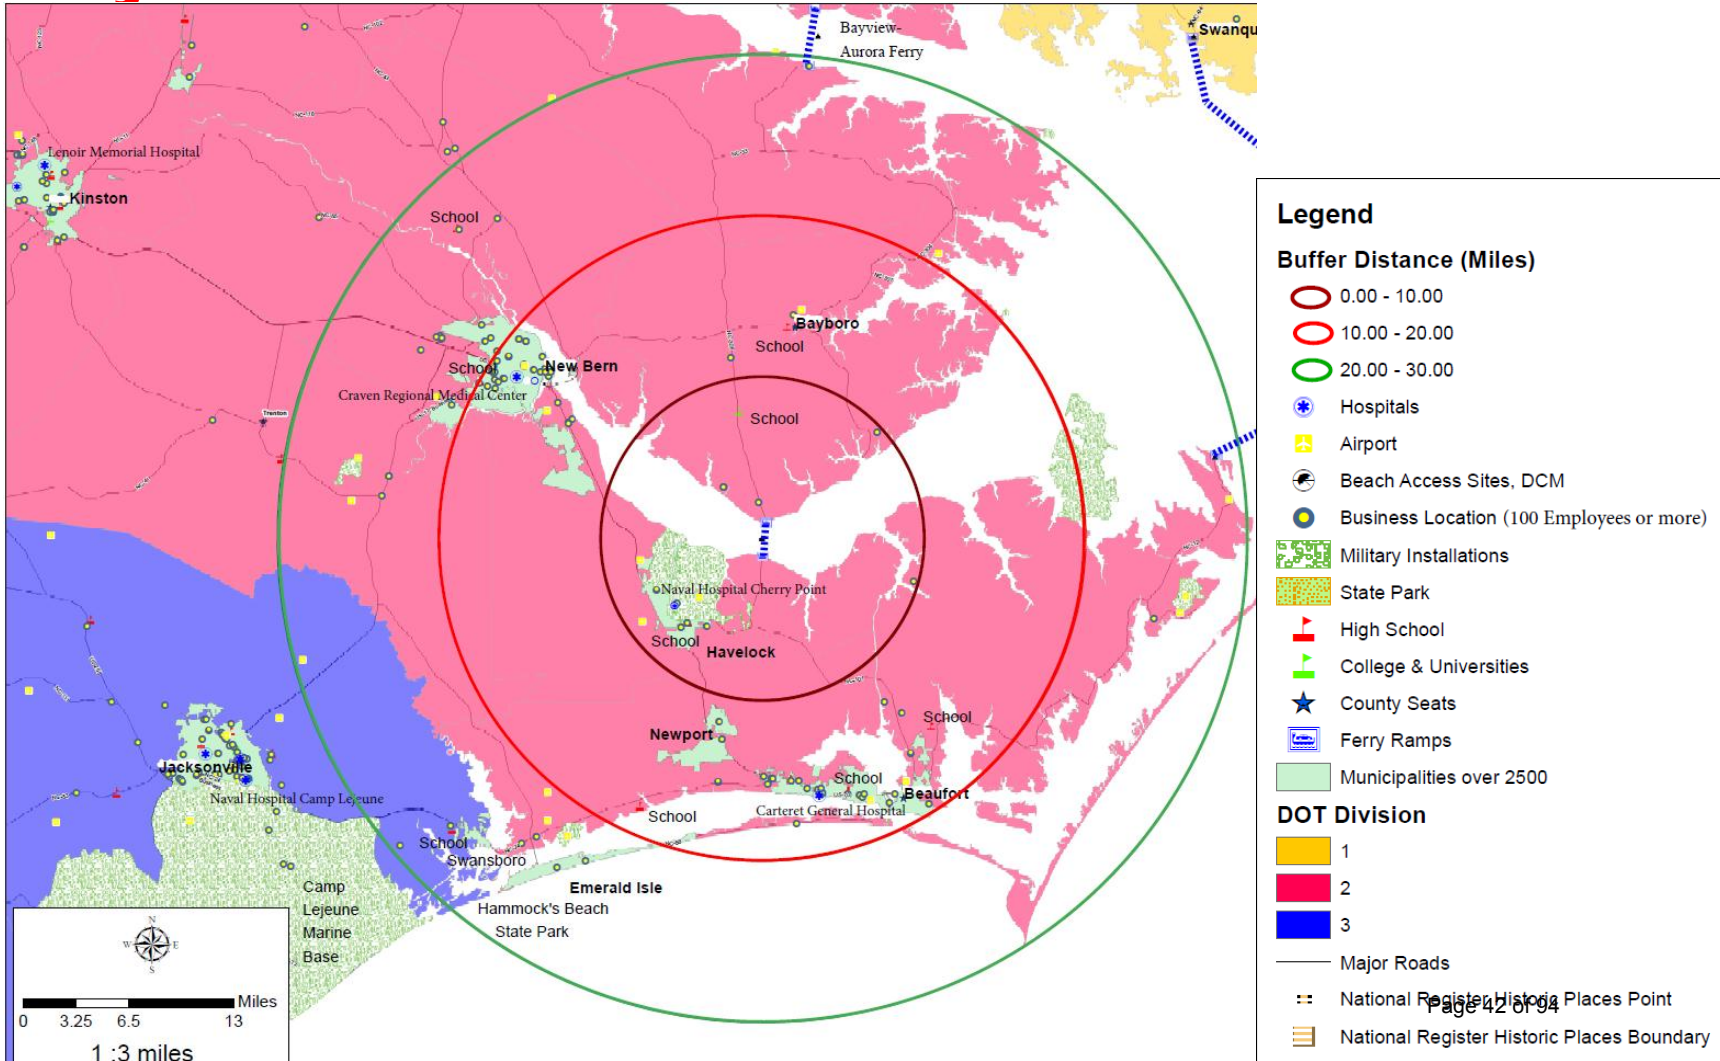 Bayview-
Aurora Ferry
Swanqu
Lenoir Memorial Hospital
Kinston
School
Bayboro
School
New Bern
School
Craven Regional Medical Center
Trenton
School
Naval Hospital Cherry Point
School
Havelock
School
Newport
School
Beaufort
Jacksonville
Naval Hospital Camp Lejeune
School
Carteret General Hospital
School
Swansboro
Emerald Isle
Camp
Lejeune
Marine
Base
Hammock's Beach
State Park
N
W E
S
Miles
0 3.25 6.5 13
1 :3 miles
Legend
Buffer Distance (Miles)
0.00 - 10.00
10.00 - 20.00
20.00 - 30.00
Hospitals
Airport
Beach Access Sites, DCM
Business Location (100 Employees or more)
Military Installations
State Park
High School
College & Universities
County Seats
Ferry Ramps
Municipalities over 2500
DOT Division
1
2
3
Major Roads
National Register Historic Places Point
Page 42 of 94
National Register Historic Places Boundary